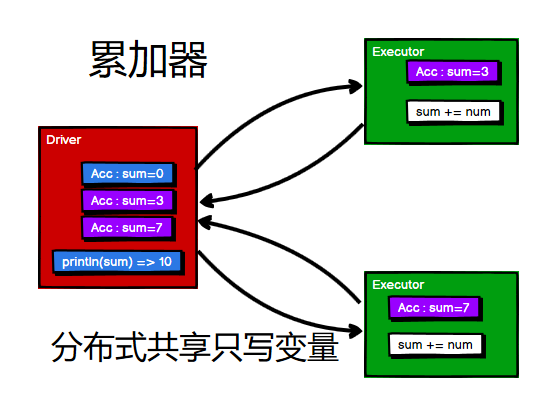 累加器
Executor
Acc : sum=3
sum += num
Driver
Acc : sum=0
Acc : sum=3
Acc : sum=7
println(sum) => 10
Executor
Acc : sum=7
sum += num
分布式共享只写变量